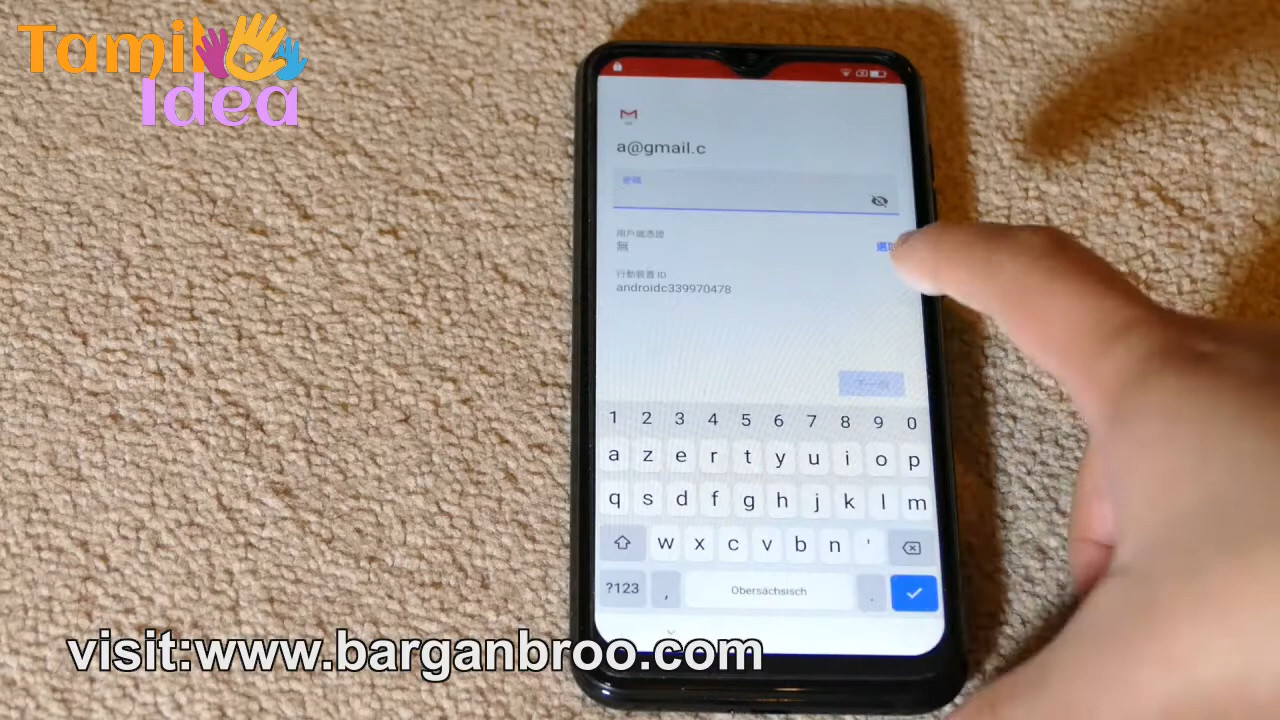 Tamil
Idea
a@gmail.c
密碼
用戶端憑證
無
行動裝置 ID
androidc339970478
1 2 3 4 5 6 7 8 9 0
a z e r t y u i o p
q s d f g h j k l m
w x c v b n '
?123 , Obersächsisch .
visit:www.barganbroo.com